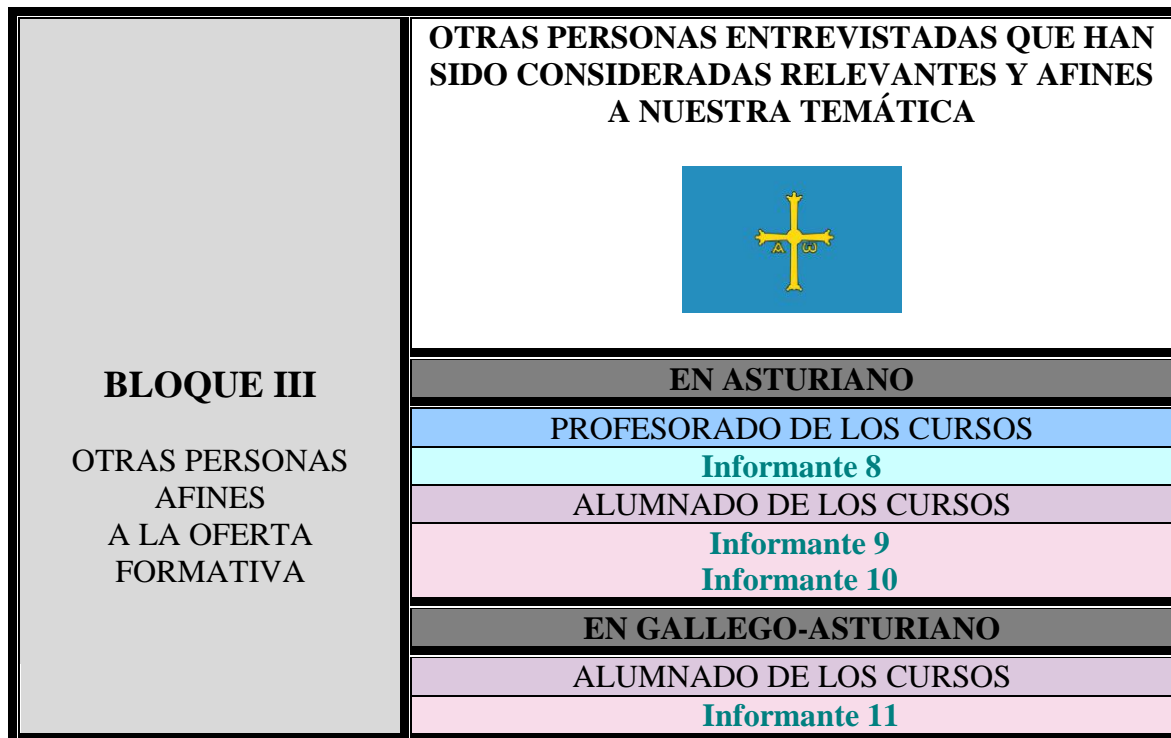 BLOQUE III
OTRAS PERSONAS
AFINES
A LA OFERTA
FORMATIVA
OTRAS PERSONAS ENTREVISTADAS QUE HAN
SIDO CONSIDERADAS RELEVANTES Y AFINES
A NUESTRA TEMÁTICA
Α ω
EN ASTURIANO
PROFESORADO DE LOS CURSOS
Informante 8
ALUMNADO DE LOS CURSOS
Informante 9
Informante 10
EN GALLEGO-ASTURIANO
ALUMNADO DE LOS CURSOS
Informante 11